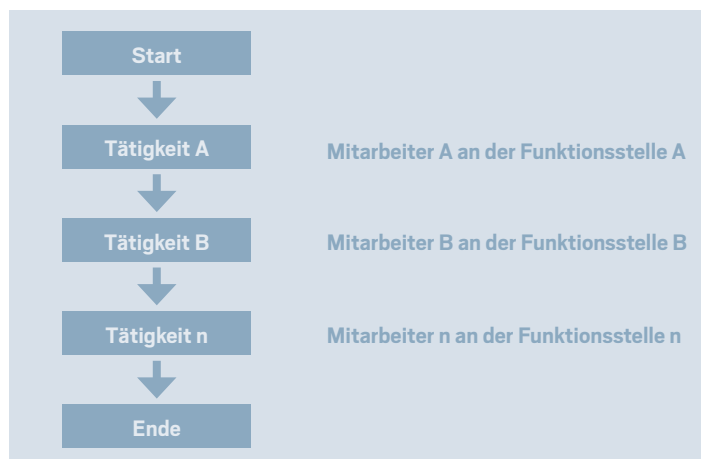 Start
Tätigkeit A
Mitarbeiter A an der Funktionsstelle A
Tätigkeit B
Mitarbeiter B an der Funktionsstelle B
Tätigkeit n
Mitarbeiter n an der Funktionsstelle n
Ende